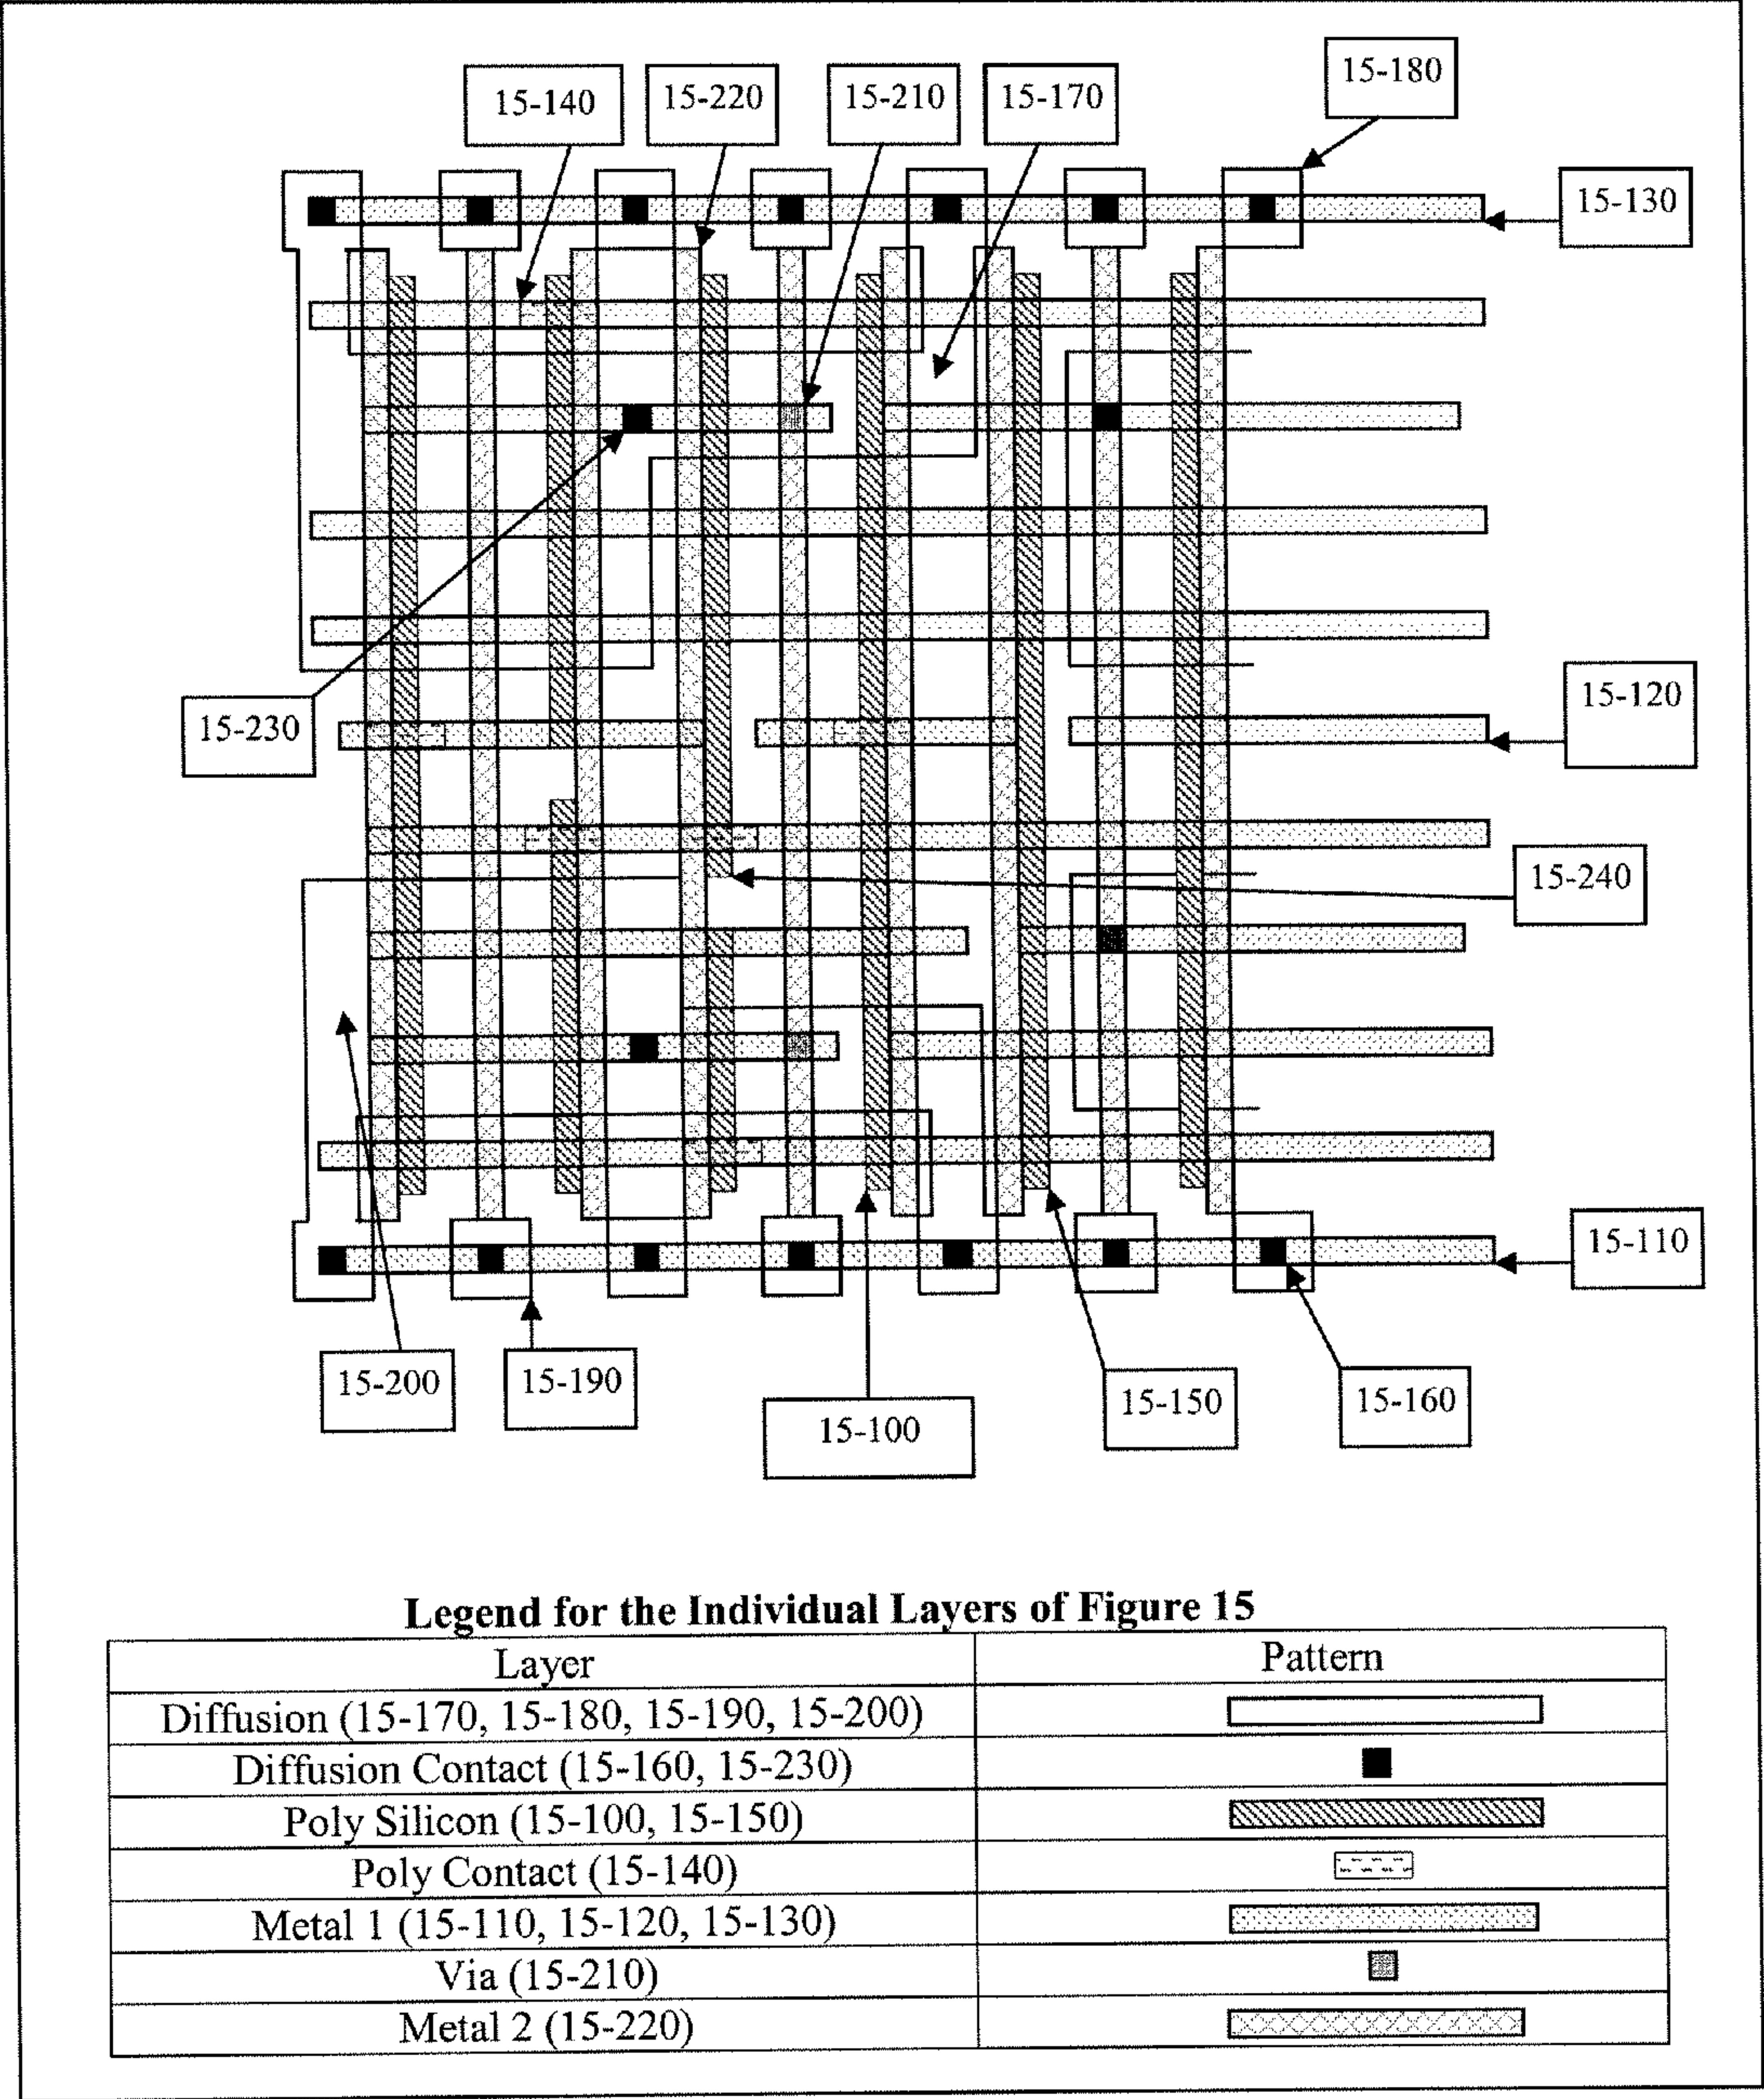 15-140
15-220
15-210
15-170
15-180
15-130
15-230
15-120
15-240
15-110
15-200
15-190
15-100
15-150
15-160
Legend for the Individual Layers of Figure 15
Layer Pattern
Diffusion (15-170, 15-180, 15-190, 15-200)
Diffusion Contact (15-160, 15-230)
Poly Silicon (15-100, 15-150)
Poly Contact (15-140)
Metal 1 (15-110, 15-120, 15-130)
Via (15-210)
Metal 2 (15-220)